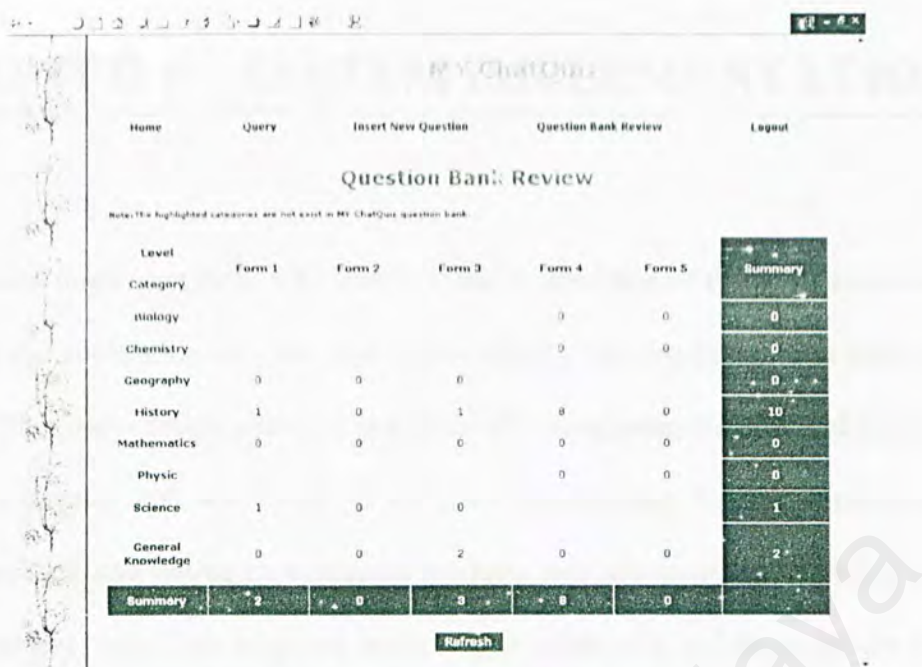 MY ChatQuiz
Home Query Insert New Question Question Bank Review Logout
Question Bank Review
Note:The highlighted categories are not exist in MY ChatQuiz question bank.
Level
Category Form 1 Form 2 Form 3 Form 4 Form 5 Summary
Biology 0 0 0
Chemistry 0 0 0
Geography 0 0 0 0
History 1 0 1 8 0 10
Mathematics 0 0 0 0 0 0
Physic 0 0 0
Science 1 0 0 1
General
Knowledge 0 0 2 0 0 2
Summary 2 0 3 8 0
Refresh